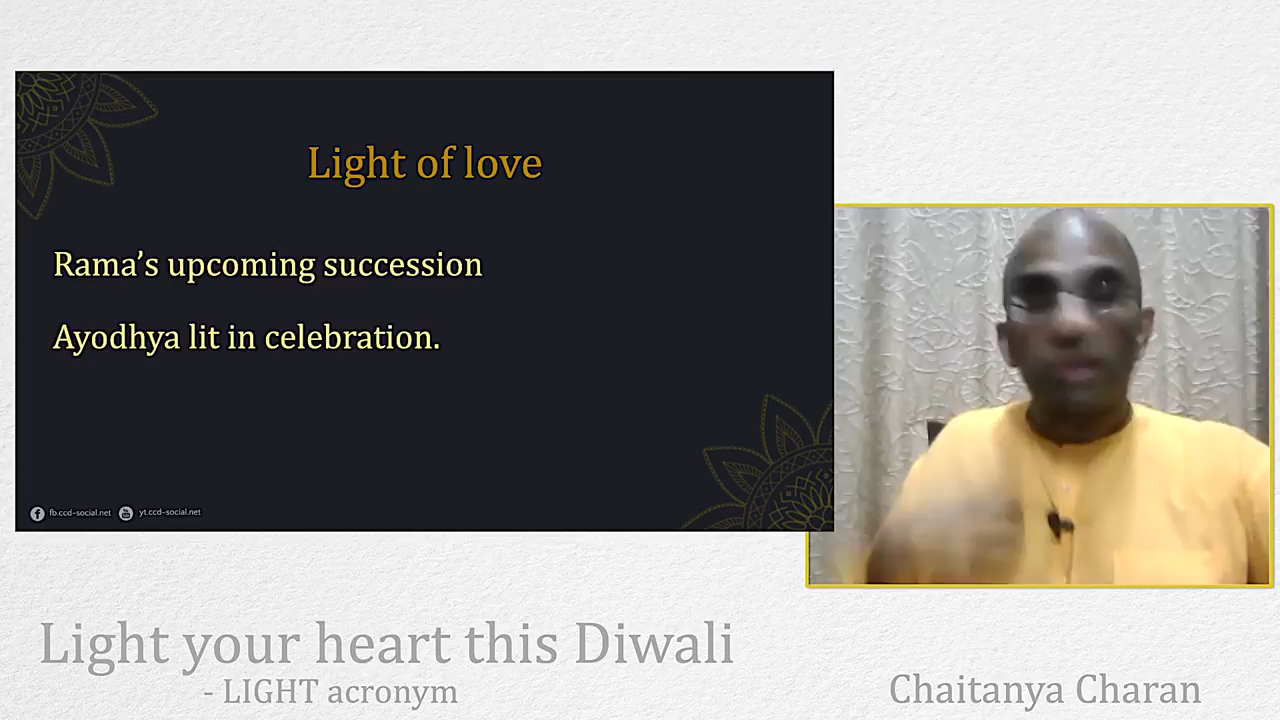 Light of love
Rama's upcoming succession
Ayodhya lit in celebration.
fb.ccd-social.net yt.ccd-social.net
Light your heart this Diwali
- LIGHT acronym
Chaitanya Charan